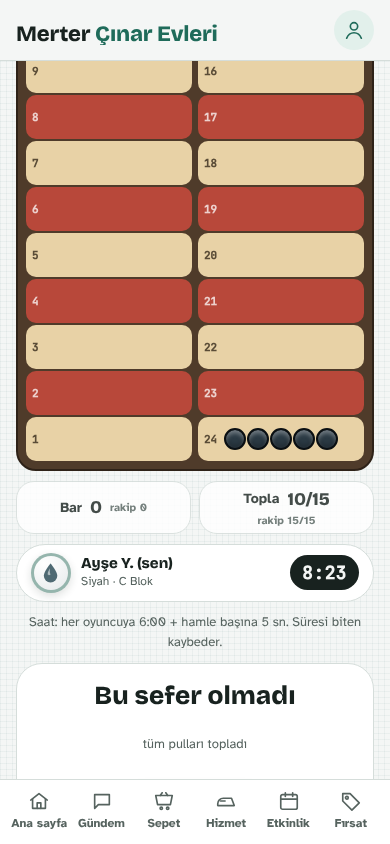 Merter Çınar Evleri
9 16
8 17
7 18
6 19
5 20
4 21
3 22
2 23
1 24
Bar 0 rakip 0
Topla 10/15
rakip 15/15
Ayşe Y. (sen)
Siyah · C Blok
8:23
Saat: her oyuncuya 6:00 + hamle başına 5 sn. Süresi biten
kaybeder.
Bu sefer olmadı
tüm pulları topladı
Ana sayfa Gündem Sepet Hizmet Etkinlik Fırsat